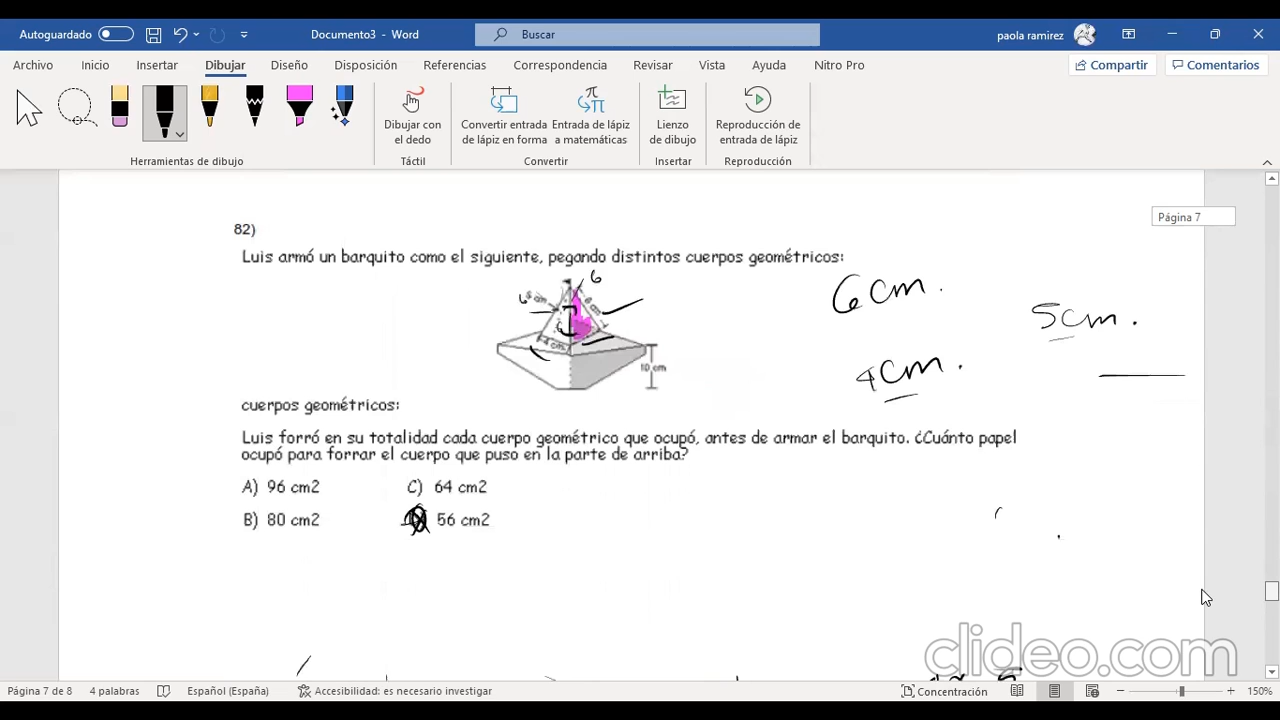 Autoguardado
Documento3 - Word
Buscar
paola ramirez
Archivo Inicio Insertar Dibujar Diseño Disposición Referencias Correspondencia Revisar Vista Ayuda Nitro Pro
Compartir Comentarios
Dibujar con el dedo
Convertir entrada de lápiz en forma
Entrada de lápiz a matemáticas
Lienzo de dibujo
Reproducción de entrada de lápiz
Herramientas de dibujo Táctil Convertir Insertar Reproducción
Página 7
82)
Luis armó un barquito como el siguiente, pegando distintos cuerpos geométricos:
6
6 cm.
5cm.
4 cm
10 cm
4cm.
cuerpos geométricos:
Luis forró en su totalidad cada cuerpo geométrico que ocupó, antes de armar el barquito. ¿Cuánto papel
ocupó para forrar el cuerpo que puso en la parte de arriba?
A) 96 cm2 C) 64 cm2
B) 80 cm2 56 cm2
clideo.com
Página 7 de 8 4 palabras Español (España) Accesibilidad: es necesario investigar Concentración 150%